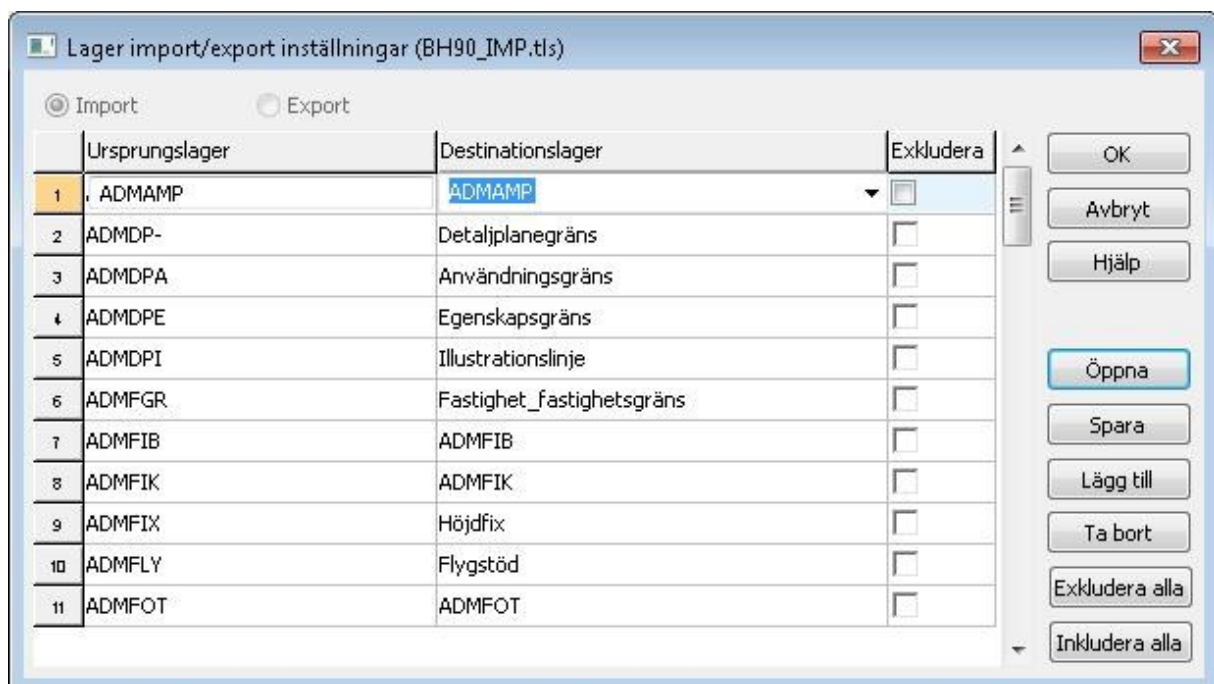 Lager import/export inställningar (BH90_IMP.tls)
Import Export
Ursprungslager Destinationslager Exkludera
1 ADMAMP ADMAMP
2 ADMDP- Detaljplanegräns
3 ADMDPA Användningsgräns
4 ADMDPE Egenskapsgräns
5 ADMDPI Illustrationslinje
6 ADMFGR Fastighet_fastighetsgräns
7 ADMFIB ADMFIB
8 ADMFIK ADMFIK
9 ADMFIX Höjdfix
10 ADMFLY Flygstöd
11 ADMFOT ADMFOT
OK
Avbryt
Hjälp
Öppna
Spara
Lägg till
Ta bort
Exkludera alla
Inkludera alla